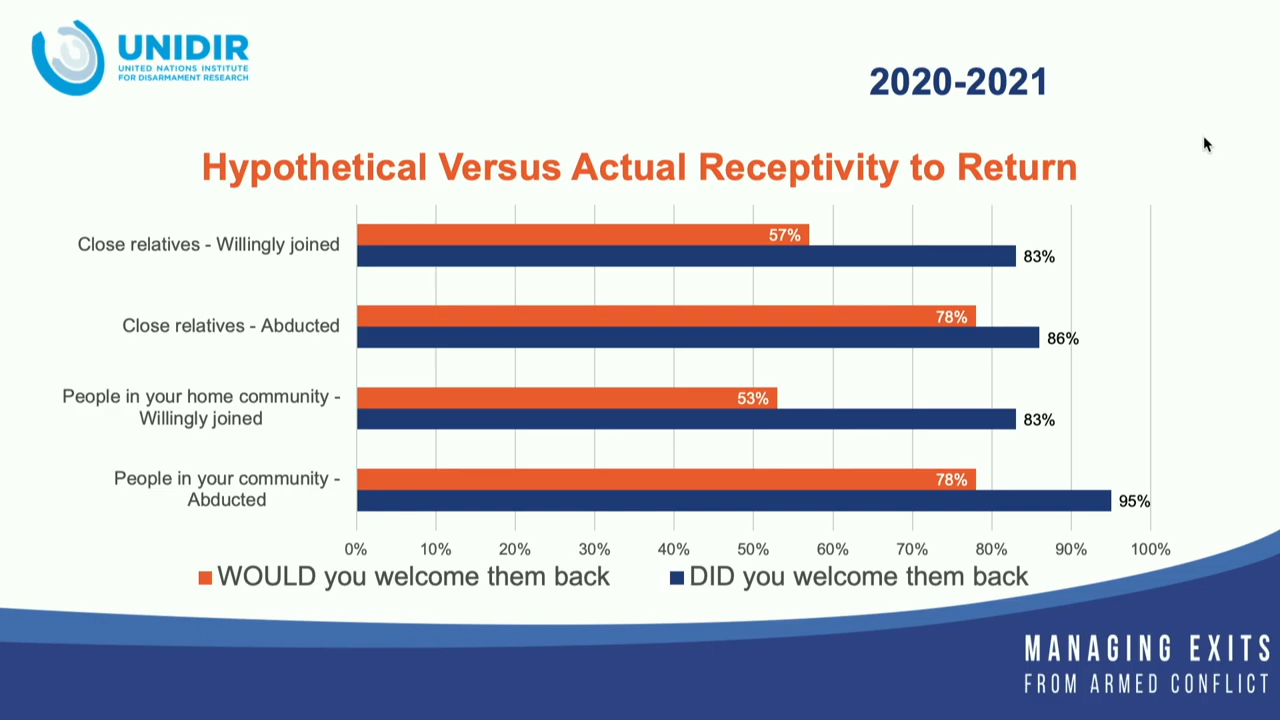 UNIDIR
UNITED NATIONS INSTITUTE
FOR DISARMAMENT RESEARCH
2020-2021
Hypothetical Versus Actual Receptivity to Return
Close relatives - Willingly joined
57%
83%
Close relatives - Abducted
78%
86%
People in your home community -
Willingly joined
53%
83%
People in your community -
Abducted
78%
95%
0% 10% 20% 30% 40% 50% 60% 70% 80% 90% 100%
WOULD you welcome them back DID you welcome them back
MANAGING EXITS
FROM ARMED CONFLICT